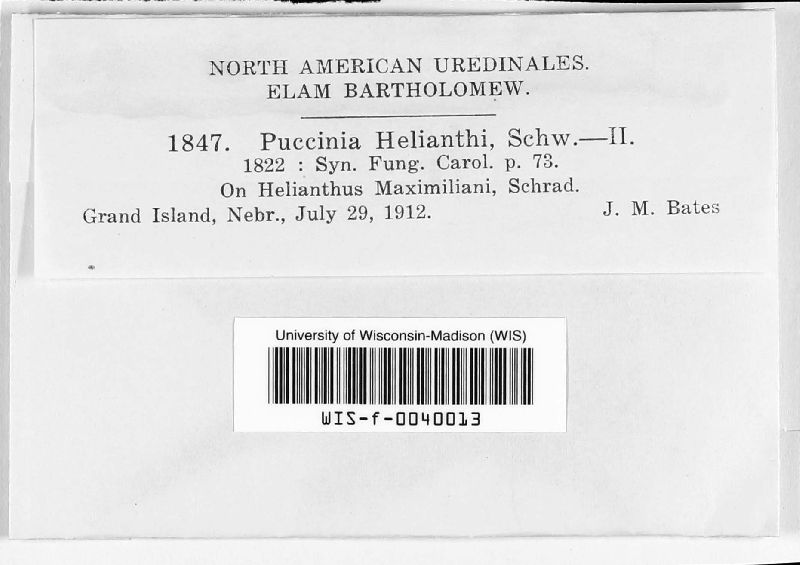 NORTH AMERICAN UREDINALES.
ELAM BARTHOLOMEW.
1847. Puccinia Helianthi, Schw.—II.
1822 : Syn. Fung. Carol. p. 73.
On Helianthus Maximiliani, Schrad.
Grand Island, Nebr., July 29, 1912. J. M. Bates
University of Wisconsin-Madison (WIS)
WIS-f-0040013